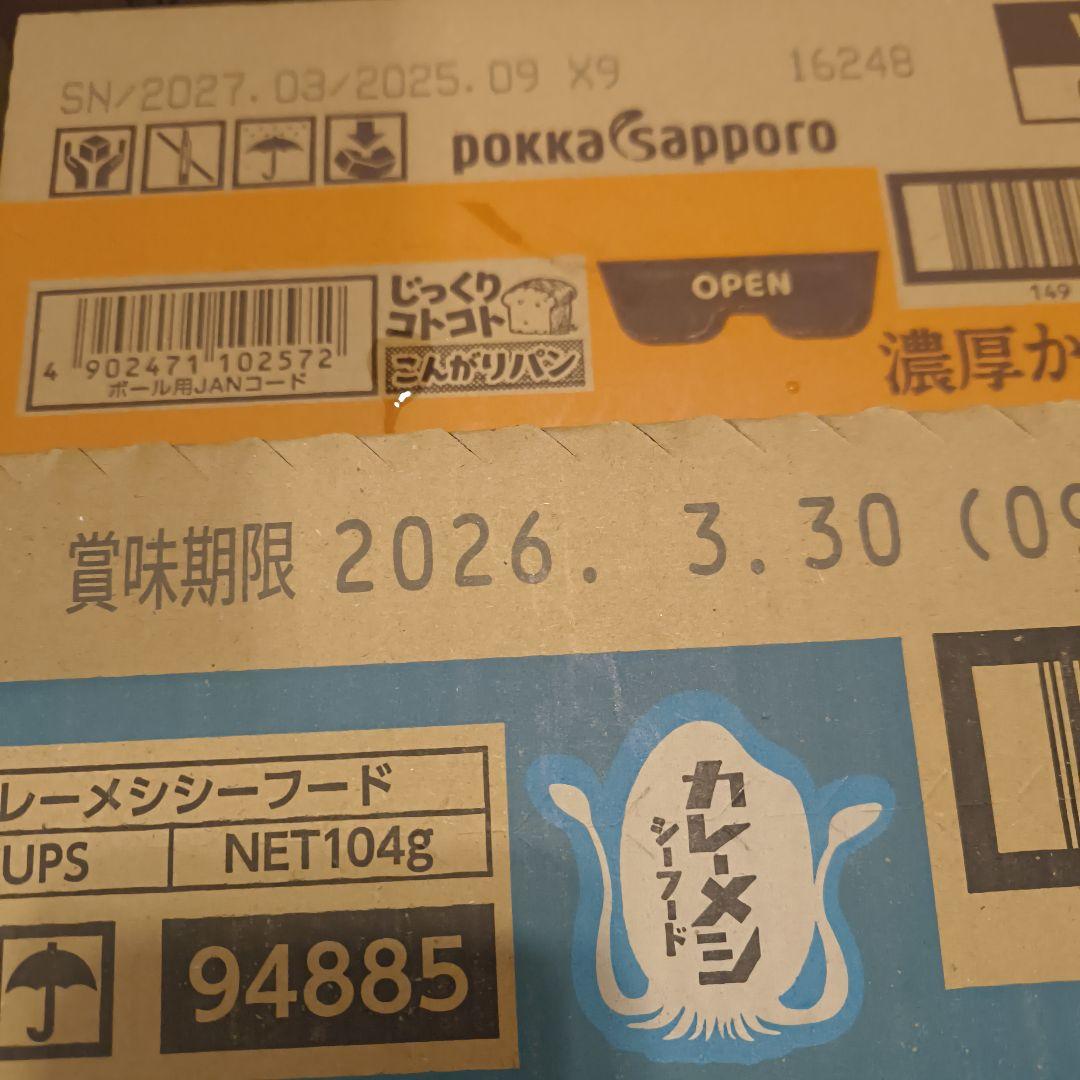 SN/2027.03/2025.09 X9
16248
POKKA sapporo
4 902471 102572
ボール用JANコード
じっくり
コトコト
こんがりパン
OPEN
149
濃厚か
賞味期限 2026. 3.30 (09
レーメシシーフード
UPS
NET104g
94885
カレーメシ
シーフード